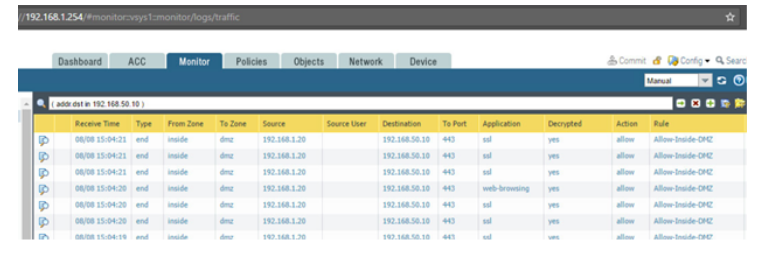 //192.168.1.254/#monitor::vsys1::monitor/logs/traffic
Dashboard ACC Monitor Policies Objects Network Device Commit Config Searc
Manual
( addr.dst in 192.168.50.10 )
Receive Time Type From Zone To Zone Source Source User Destination To Port Application Decrypted Action Rule
08/08 15:04:21 end inside dmz 192.168.1.20 192.168.50.10 443 ssl yes allow Allow-Inside-DMZ
08/08 15:04:21 end inside dmz 192.168.1.20 192.168.50.10 443 ssl yes allow Allow-Inside-DMZ
08/08 15:04:21 end inside dmz 192.168.1.20 192.168.50.10 443 ssl yes allow Allow-Inside-DMZ
08/08 15:04:20 end inside dmz 192.168.1.20 192.168.50.10 443 web-browsing yes allow Allow-Inside-DMZ
08/08 15:04:20 end inside dmz 192.168.1.20 192.168.50.10 443 ssl yes allow Allow-Inside-DMZ
08/08 15:04:20 end inside dmz 192.168.1.20 192.168.50.10 443 ssl yes allow Allow-Inside-DMZ
08/08 15:04:19 end inside dmz 192.168.1.20 192.168.50.10 443 ssl yes allow Allow-Inside-DMZ